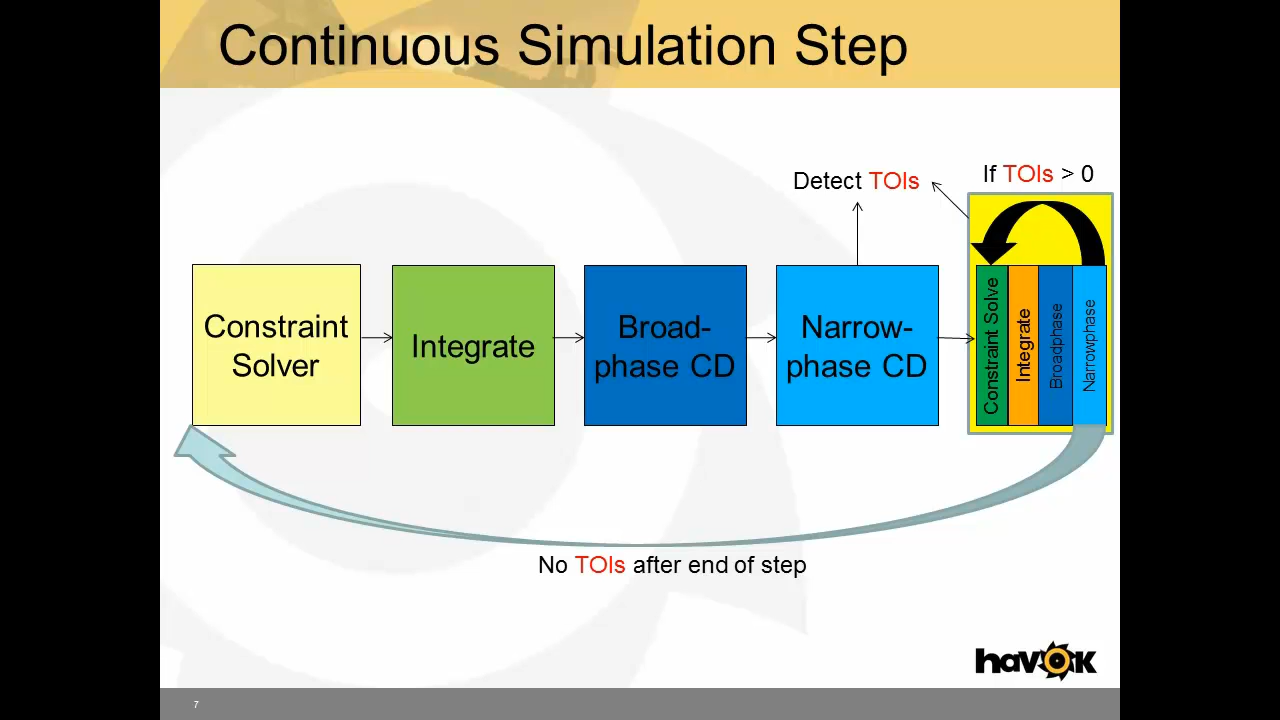 Continuous Simulation Step
Detect TOIs
If TOIs > 0
Constraint
Solver
Integrate
Broad-
phase CD
Narrow-
phase CD
Constraint Solve
Integrate
Broadphase
Narrowphase
No TOIs after end of step
havok
7